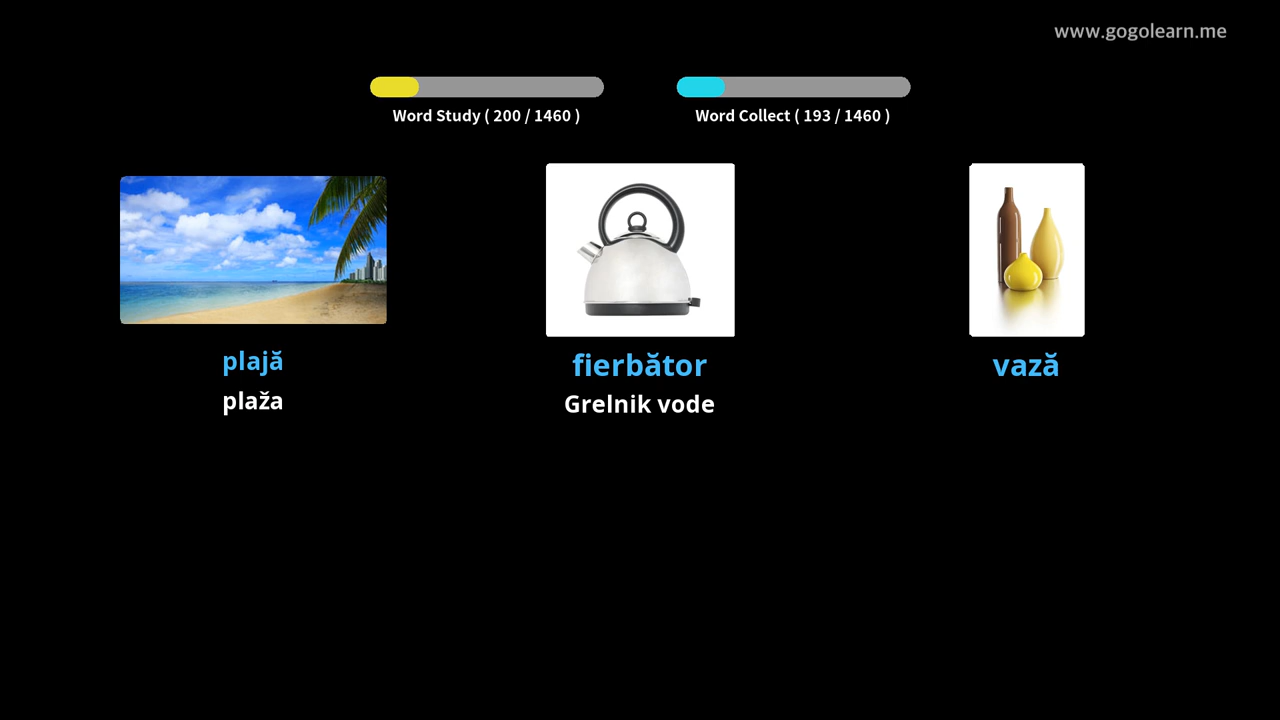 www.gogolearn.me
Word Study ( 200 / 1460 )
Word Collect ( 193 / 1460 )
plajă
plaža
fierbător
Grelnik vode
vază